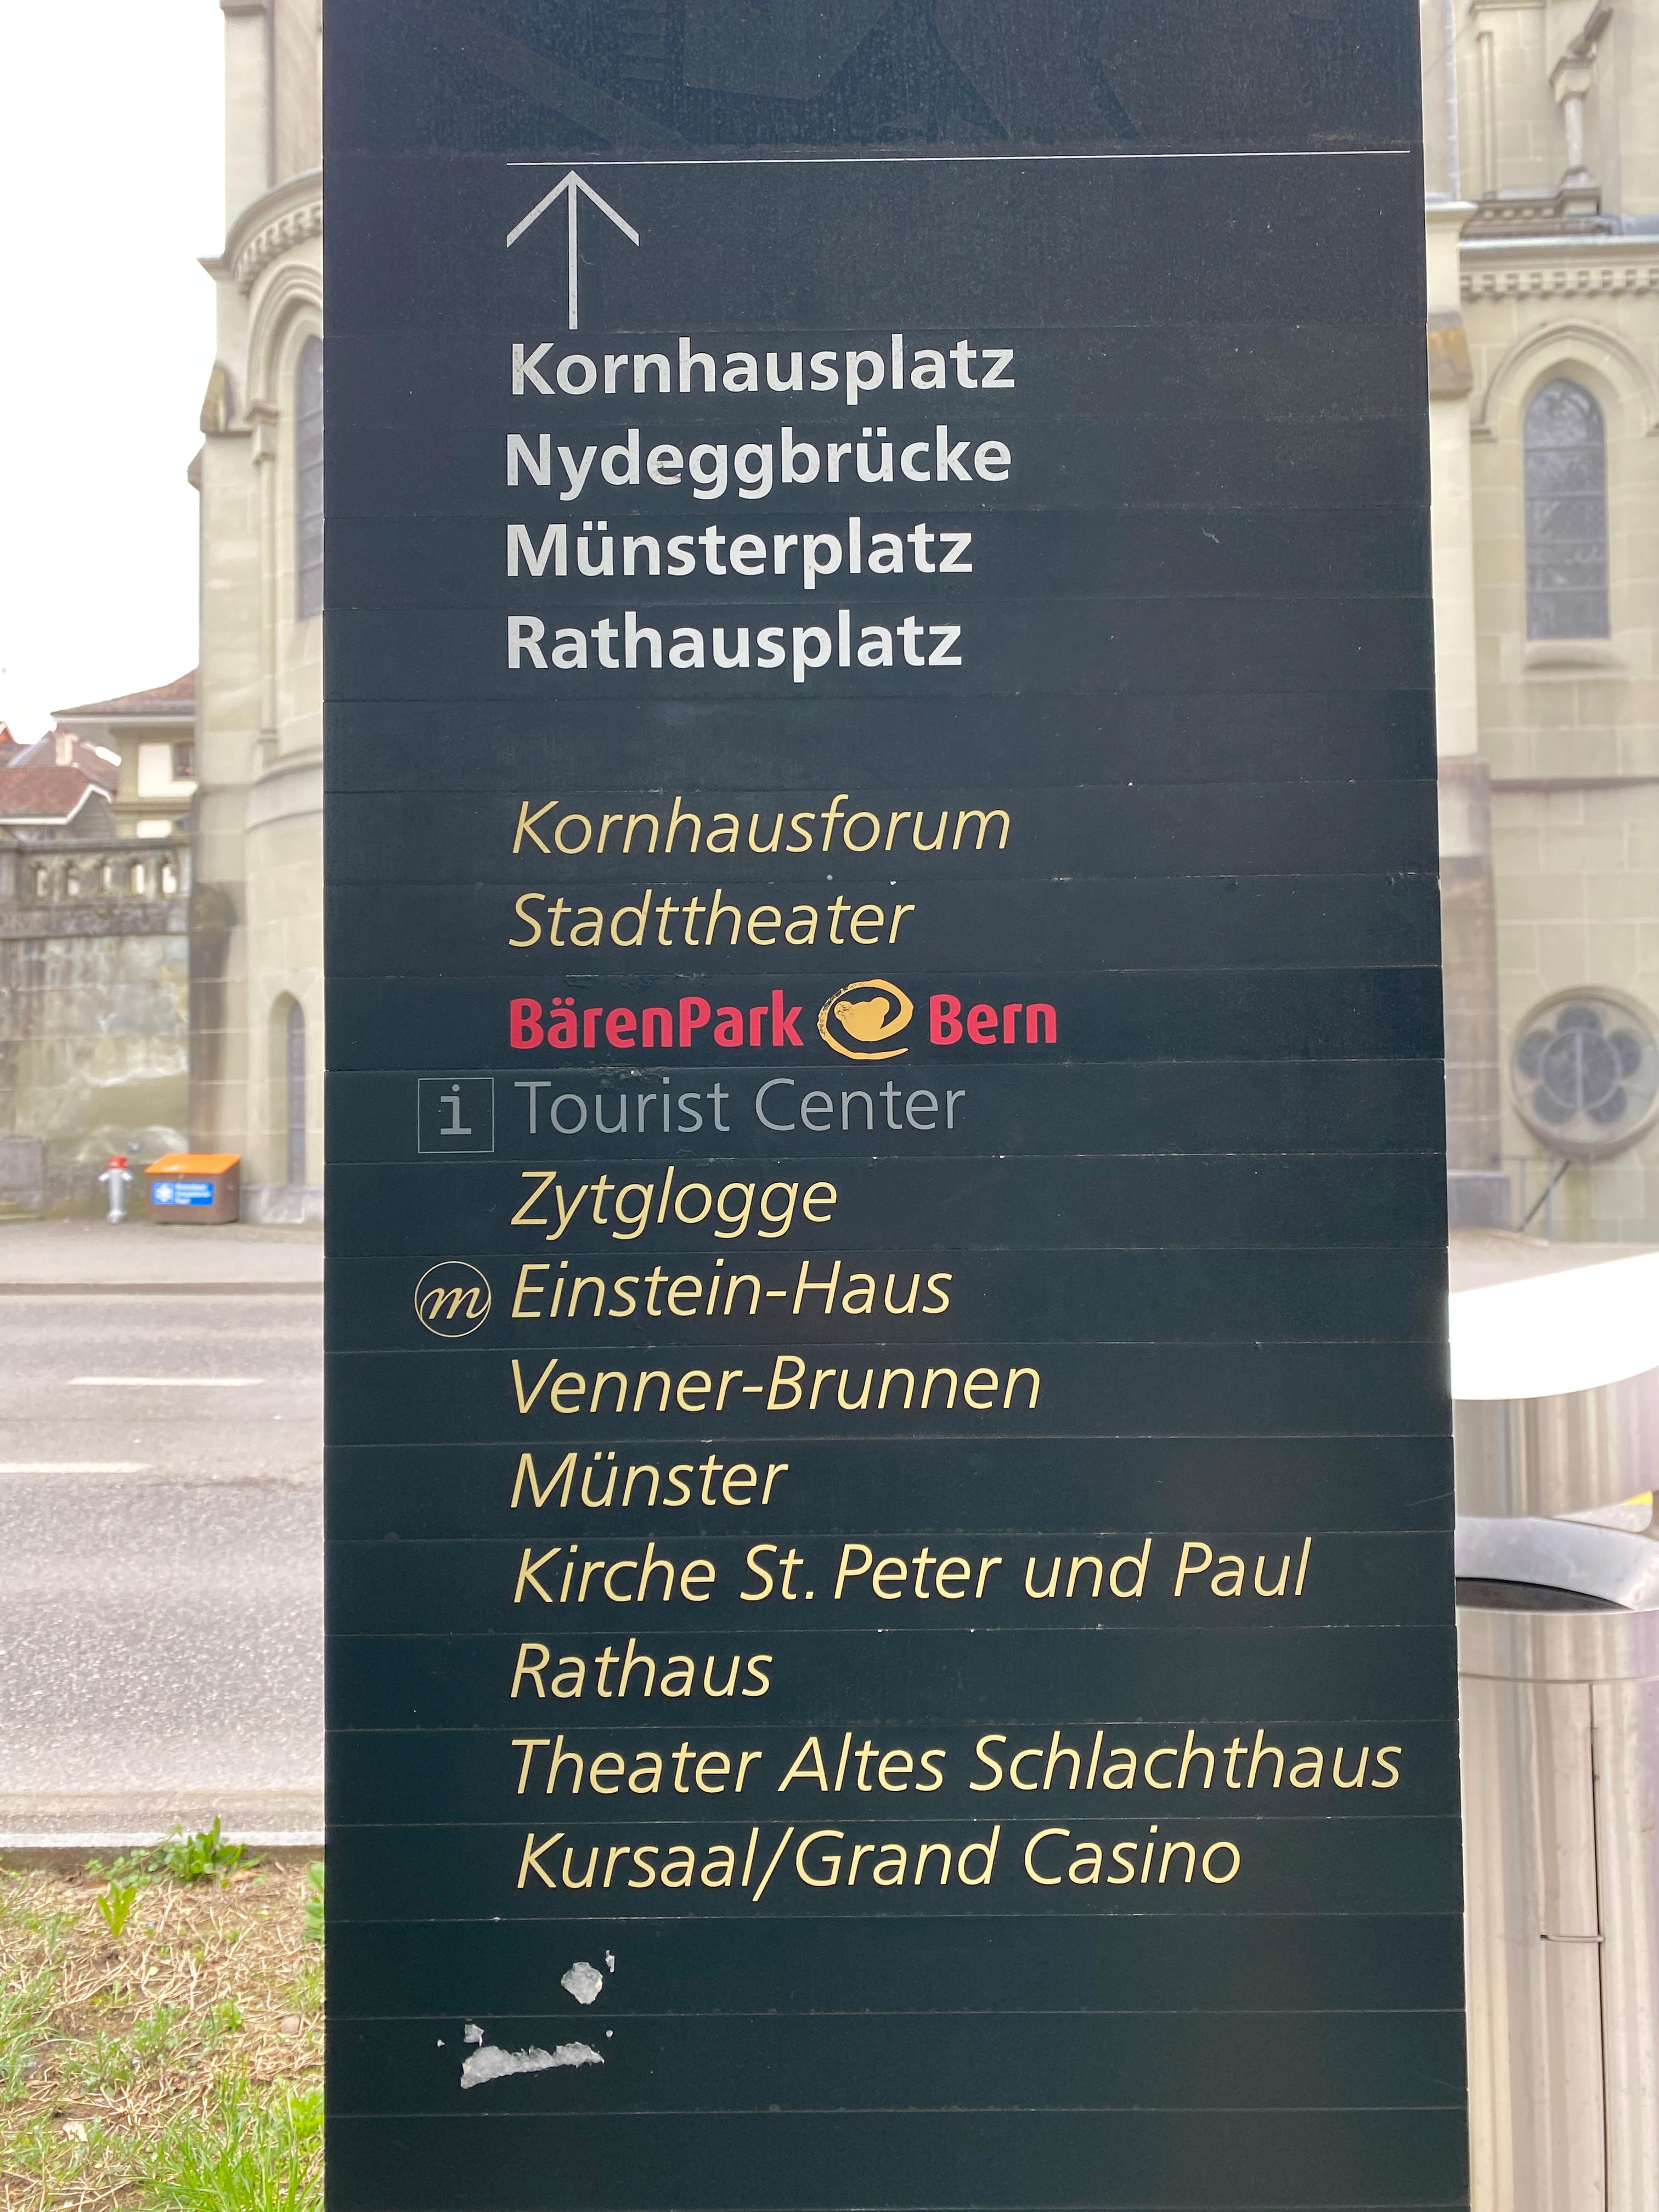 Kornhausplatz
Nydeggbrücke
Münsterplatz
Rathausplatz
Kornhausforum
Stadttheater
BärenPark Bern
i Tourist Center
Zytglogge
m Einstein-Haus
Venner-Brunnen
Münster
Kirche St. Peter und Paul
Rathaus
Theater Altes Schlachthaus
Kursaal/Grand Casino